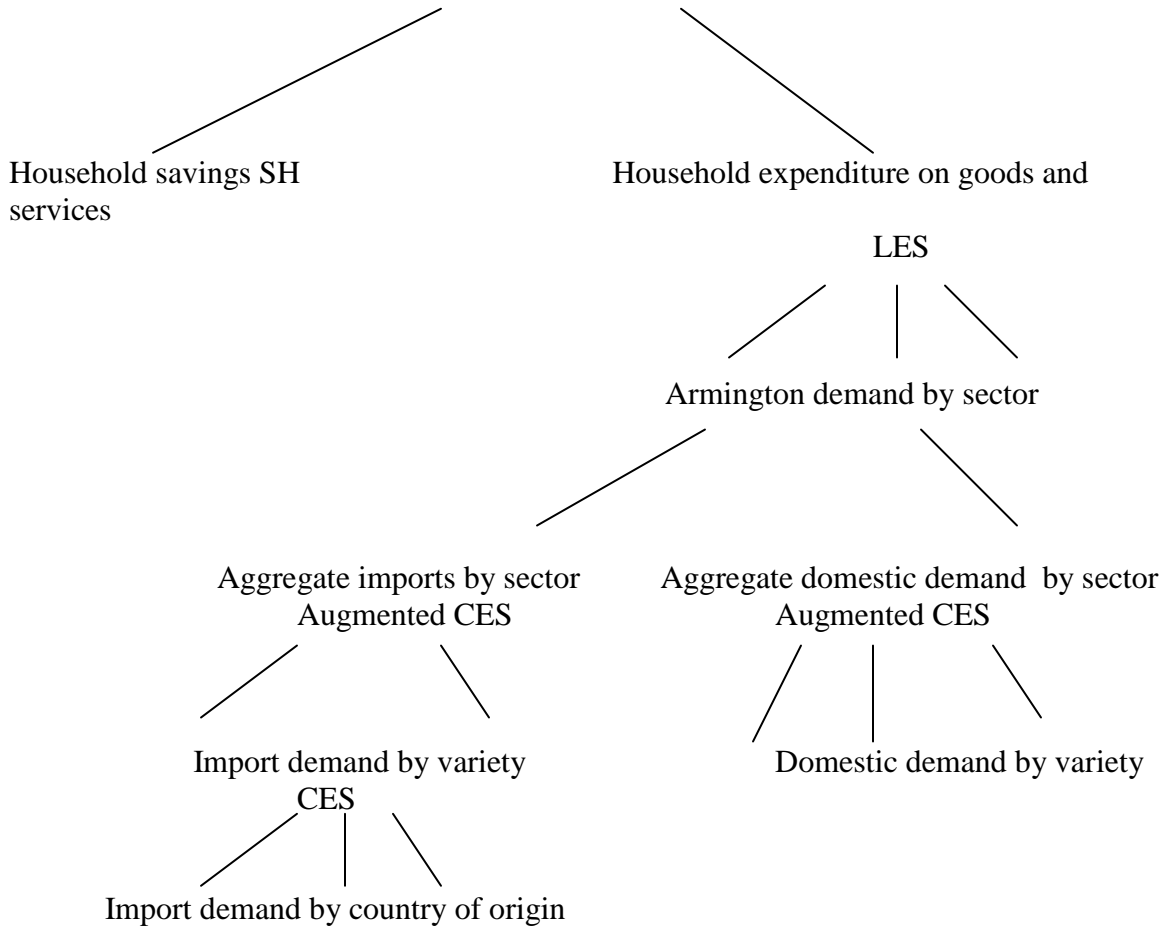 Household savings SH Household expenditure on goods and
services
LES
Armington demand by sector
Aggregate imports by sector Aggregate domestic demand by sector
Augmented CES Augmented CES
Import demand by variety Domestic demand by variety
CES
Import demand by country of origin